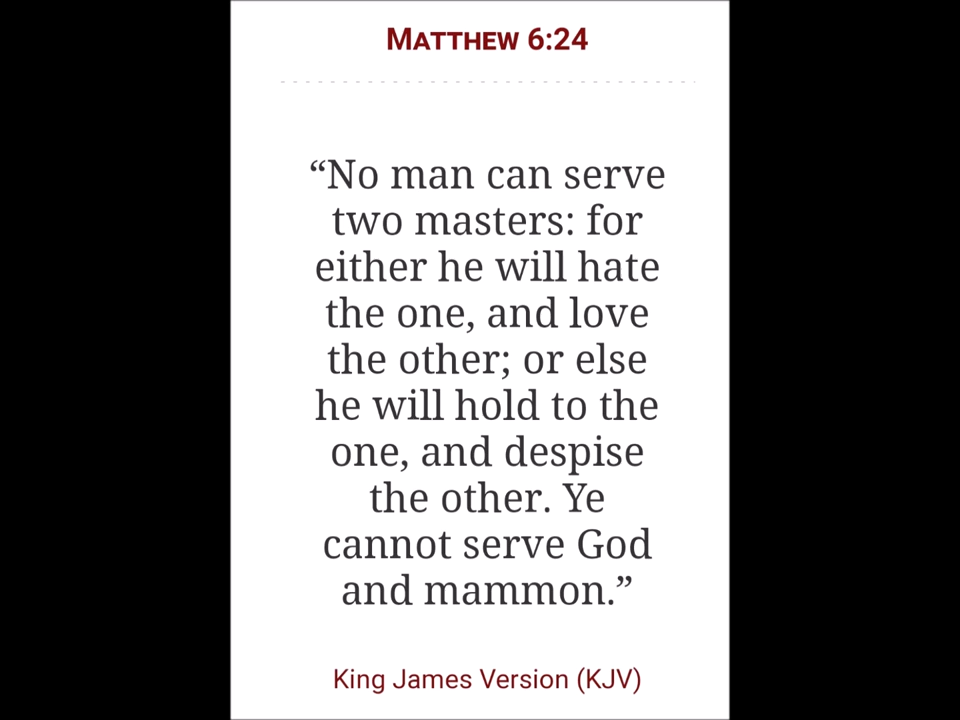 MATTHEW 6:24
“No man can serve
two masters: for
either he will hate
the one, and love
the other; or else
he will hold to the
one, and despise
the other. Ye
cannot serve God
and mammon.”
King James Version (KJV)